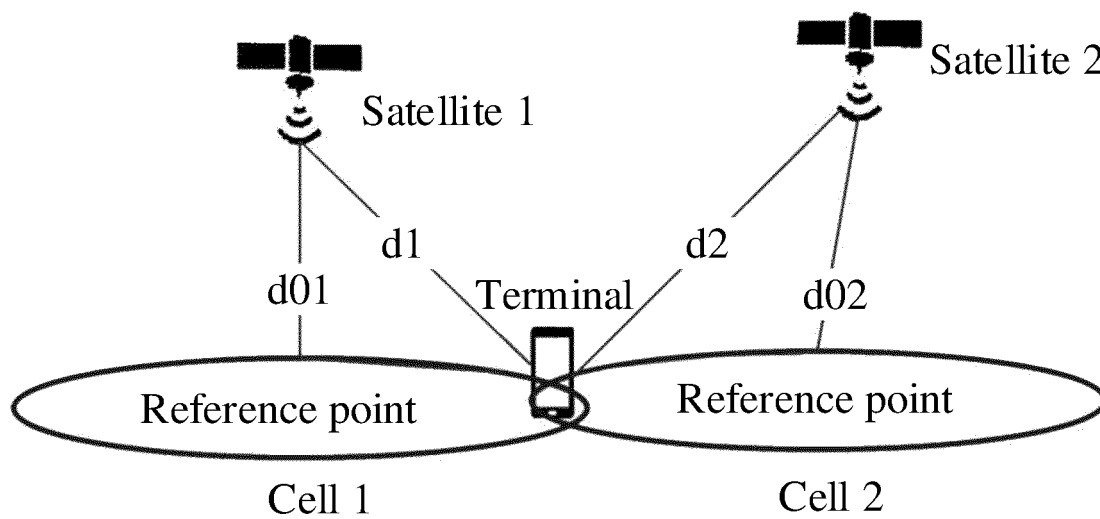 Satellite 1
Satellite 2
d1
d2
d01
Terminal
d02
Reference point
Reference point
Cell 1
Cell 2